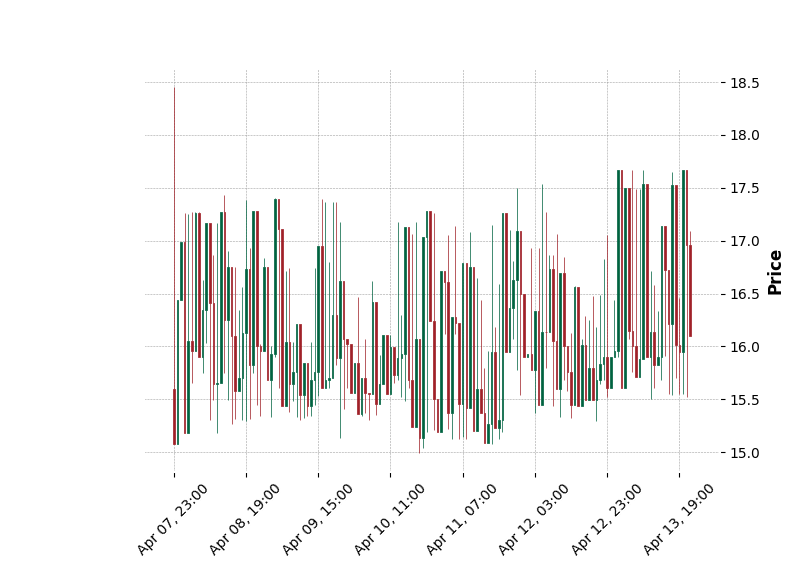 18.5
18.0
17.5
17.0
16.5
16.0
15.5
15.0
Price
Apr 07, 23:00
Apr 08, 19:00
Apr 09, 15:00
Apr 10, 11:00
Apr 11, 07:00
Apr 12, 03:00
Apr 12, 23:00
Apr 13, 19:00